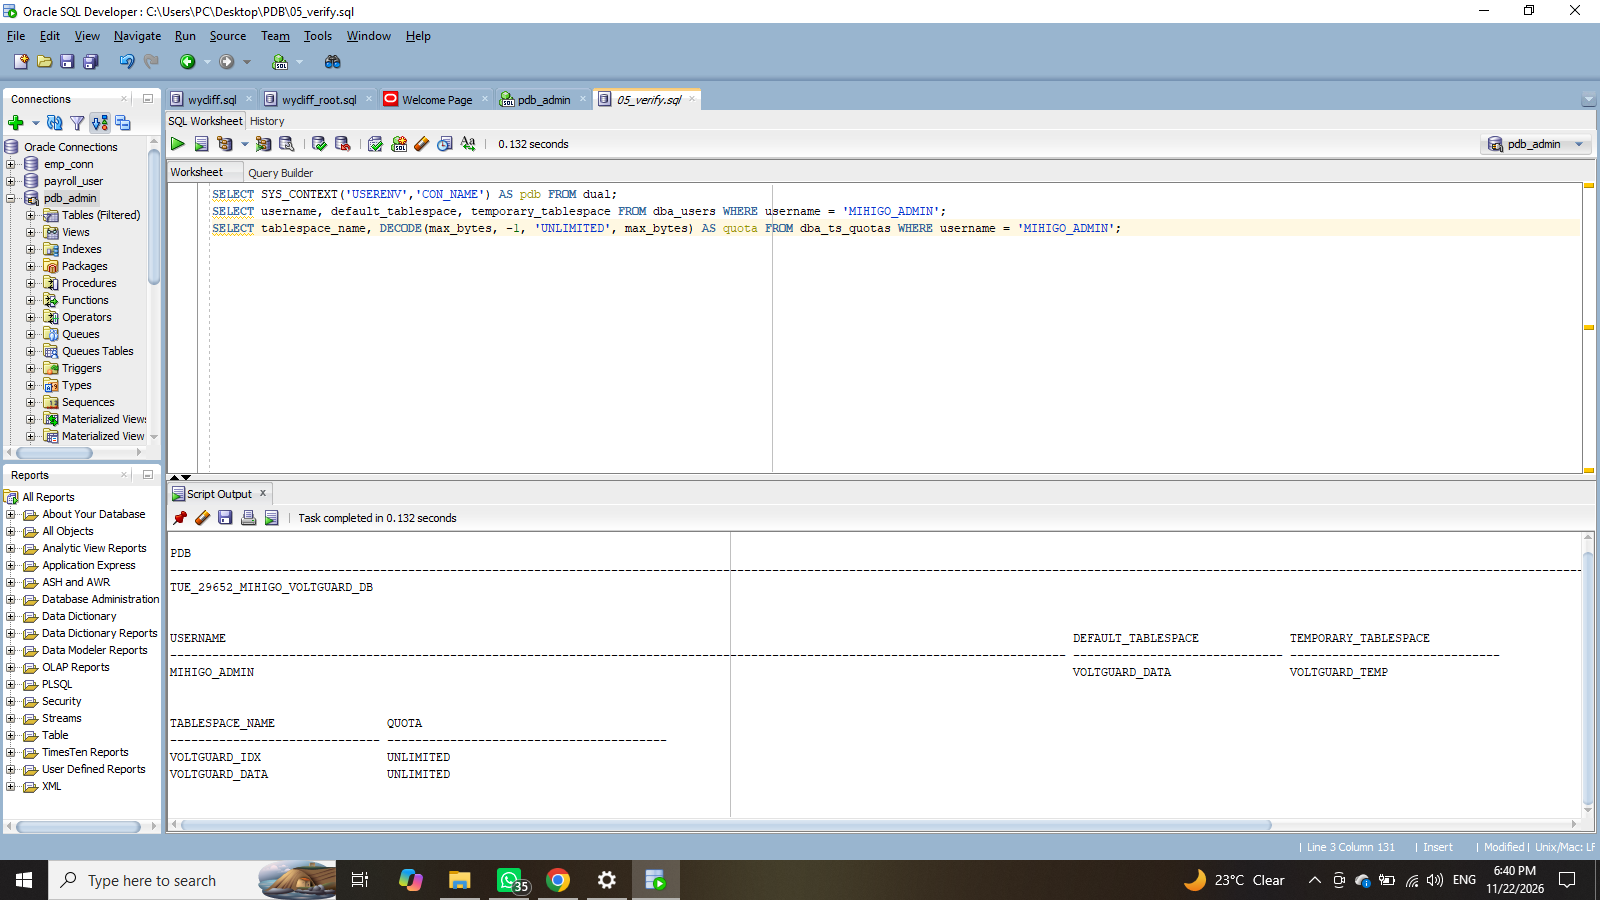 Oracle SQL Developer : C:\Users\PC\Desktop\PDB\05_verify.sql
File Edit View Navigate Run Source Team Tools Window Help
Connections
Oracle Connections
emp_conn
payroll_user
pdb_admin
Tables (Filtered)
Views
Indexes
Packages
Procedures
Functions
Operators
Queues
Queues Tables
Triggers
Types
Sequences
Materialized View
Materialized View
Reports
All Reports
About Your Database
All Objects
Analytic View Reports
Application Express
ASH and AWR
Database Administration
Data Dictionary
Data Dictionary Reports
Data Modeler Reports
OLAP Reports
PLSQL
Security
Streams
Table
TimesTen Reports
User Defined Reports
XML
wycliff.sql wycliff_root.sql Welcome Page pdb_admin 05_verify.sql
SQL Worksheet History
0.132 seconds
pdb_admin
Worksheet Query Builder
SELECT SYS_CONTEXT('USERENV','CON_NAME') AS pdb FROM dual;
SELECT username, default_tablespace, temporary_tablespace FROM dba_users WHERE username = 'MIHIGO_ADMIN';
SELECT tablespace_name, DECODE(max_bytes, -1, 'UNLIMITED', max_bytes) AS quota FROM dba_ts_quotas WHERE username = 'MIHIGO_ADMIN';
Script Output
Task completed in 0.132 seconds
PDB
TUE_29652_MIHIGO_VOLTGUARD_DB
USERNAME DEFAULT_TABLESPACE TEMPORARY_TABLESPACE
MIHIGO_ADMIN VOLTGUARD_DATA VOLTGUARD_TEMP
TABLESPACE_NAME QUOTA
VOLTGUARD_IDX UNLIMITED
VOLTGUARD_DATA UNLIMITED
Line 3 Column 131 | Insert | Modified | Unix/Mac: LF
Type here to search
35
23°C Clear
ENG
6:40 PM
11/22/2026